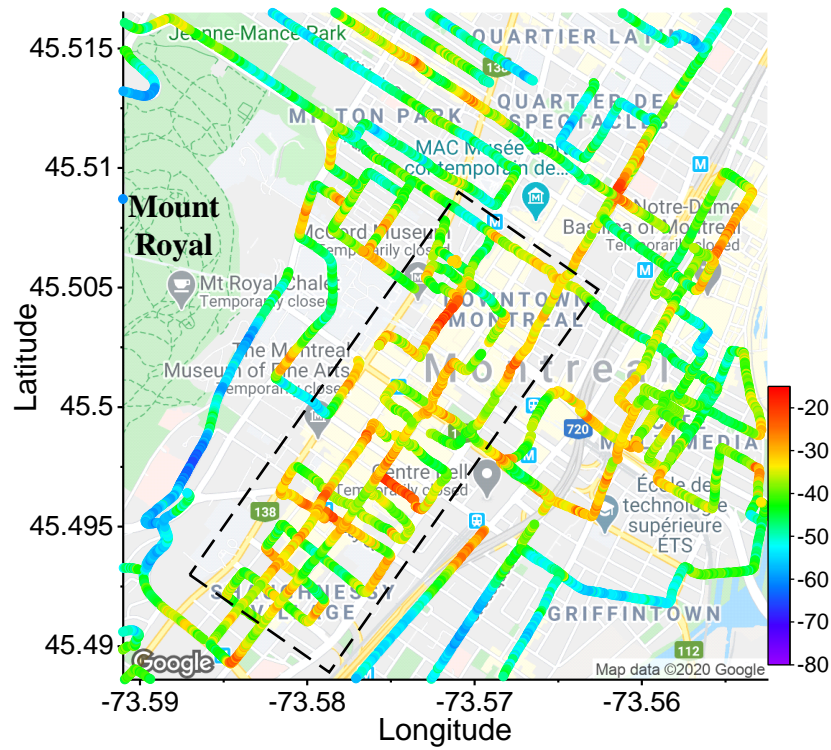 45.515
45.51
45.505
45.5
45.495
45.49
Latitude
-73.59
-73.58
-73.57
-73.56
Longitude
-20
-30
-40
-50
-60
-70
-80
Jeanne-Mance Park
QUARTIER LATIN
138
MILTON PARK
QUARTIER DES
SPECTACLES
MAC Musée d'art
contemporain de...
Mount
Royal
McCord Museum
Temporarily closed
Notre-Dame
Basilica of Montreal
Temporarily closed
Mt Royal Chalet
Temporarily closed
DOWNTOWN
MONTREAL
The Montreal
Museum of Fine Arts
Temporarily closed
Montreal
720
MULTIMEDIA
Centre Bell
Temporarily closed
138
École de
technologie
supérieure
ÉTS
SHAUGHNESSY
VILLAGE
GRIFFINTOWN
112
Google
Map data ©2020 Google